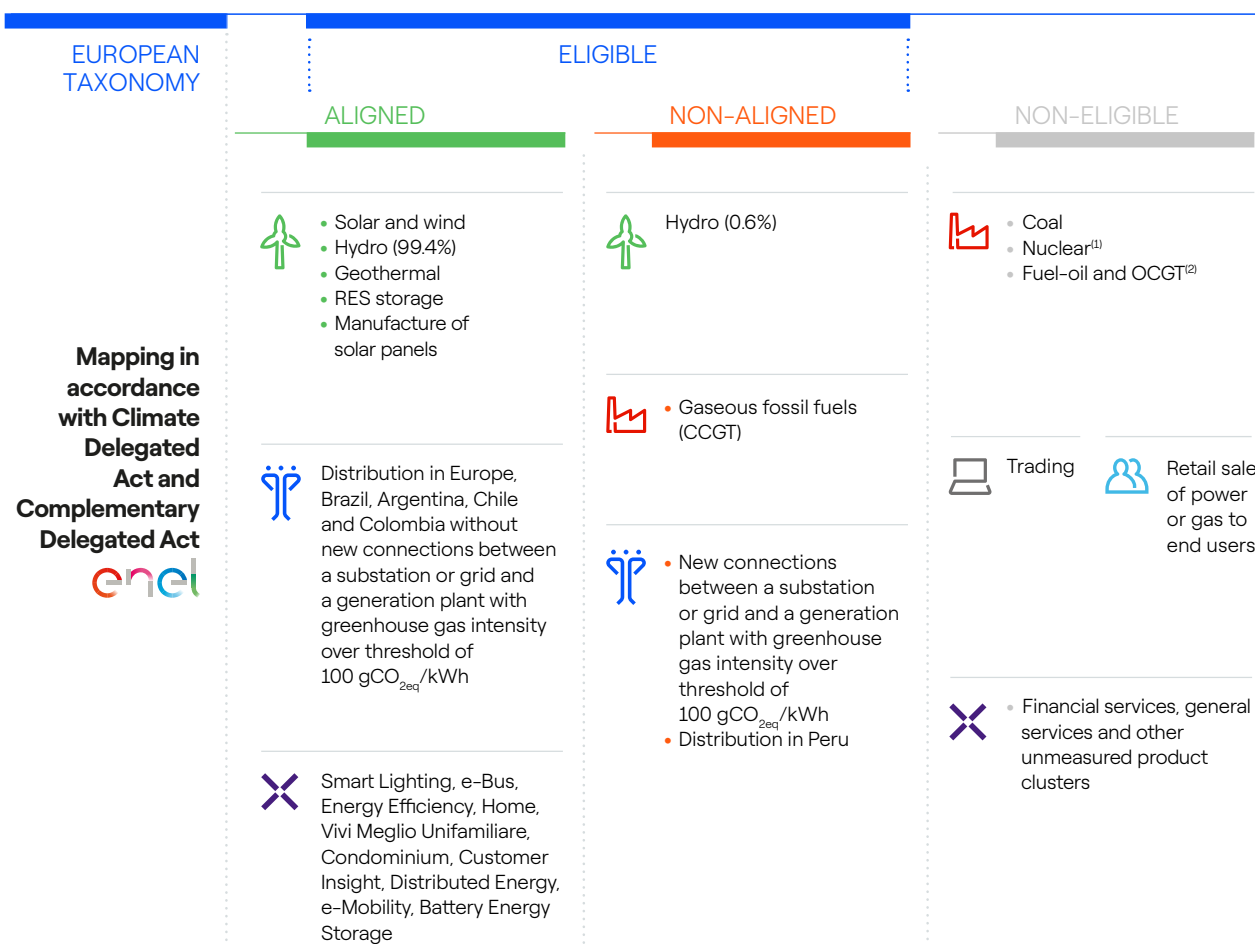 EUROPEAN
TAXONOMY
ELIGIBLE
ALIGNED
NON-ALIGNED
NON-ELIGIBLE
Mapping in
accordance
with Climate
Delegated
Act and
Complementary
Delegated Act
enel
• Solar and wind
• Hydro (99.4%)
• Geothermal
• RES storage
• Manufacture of
solar panels
Distribution in Europe,
Brazil, Argentina, Chile
and Colombia without
new connections between
a substation or grid and
a generation plant with
greenhouse gas intensity
over threshold of
100 gCO₂eq/kWh
Smart Lighting, e-Bus,
Energy Efficiency, Home,
Vivi Meglio Unifamiliare,
Condominium, Customer
Insight, Distributed Energy,
e-Mobility, Battery Energy
Storage
Hydro (0.6%)
• Gaseous fossil fuels
(CCGT)
• New connections
between a substation
or grid and a generation
plant with greenhouse
gas intensity over
threshold of
100 gCO₂eq/kWh
• Distribution in Peru
• Coal
• Nuclear(1)
• Fuel-oil and OCGT(2)
Trading
Retail sale
of power
or gas to
end users
• Financial services, general
services and other
unmeasured product
clusters